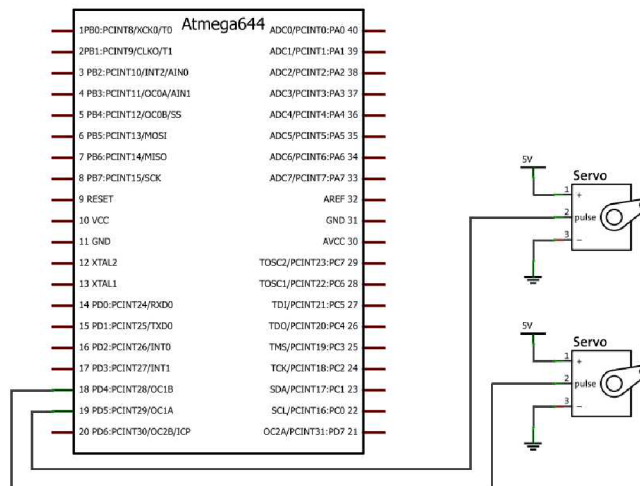 Atmega644
1PB0:PCINT8/XCK0/T0
2PB1:PCINT9/CLKO/T1
3 PB2:PCINT10/INT2/AIN0
4 PB3:PCINT11/OC0A/AIN1
5 PB4:PCINT12/OC0B/SS
6 PB5:PCINT13/MOSI
7 PB6:PCINT14/MISO
8 PB7:PCINT15/SCK
9 RESET
10 VCC
11 GND
12 XTAL2
13 XTAL1
14 PD0:PCINT24/RXD0
15 PD1:PCINT25/TXD0
16 PD2:PCINT26/INT0
17 PD3:PCINT27/INT1
18 PD4:PCINT28/OC1B
19 PD5:PCINT29/OC1A
20 PD6:PCINT30/OC2B/ICP
ADC0/PCINT0:PA0 40
ADC1/PCINT1:PA1 39
ADC2/PCINT2:PA2 38
ADC3/PCINT3:PA3 37
ADC4/PCINT4:PA4 36
ADC5/PCINT5:PA5 35
ADC6/PCINT6:PA6 34
ADC7/PCINT7:PA7 33
AREF 32
GND 31
AVCC 30
TOSC2/PCINT23:PC7 29
TOSC1/PCINT22:PC6 28
TDI/PCINT21:PC5 27
TDO/PCINT20:PC4 26
TMS/PCINT19:PC3 25
TCK/PCINT18:PC2 24
SDA/PCINT17:PC1 23
SCL/PCINT16:PC0 22
OC2A/PCINT31:PD7 21
5V
Servo
1 +
2 pulse
3 −
5V
Servo
1 +
2 pulse
3 −